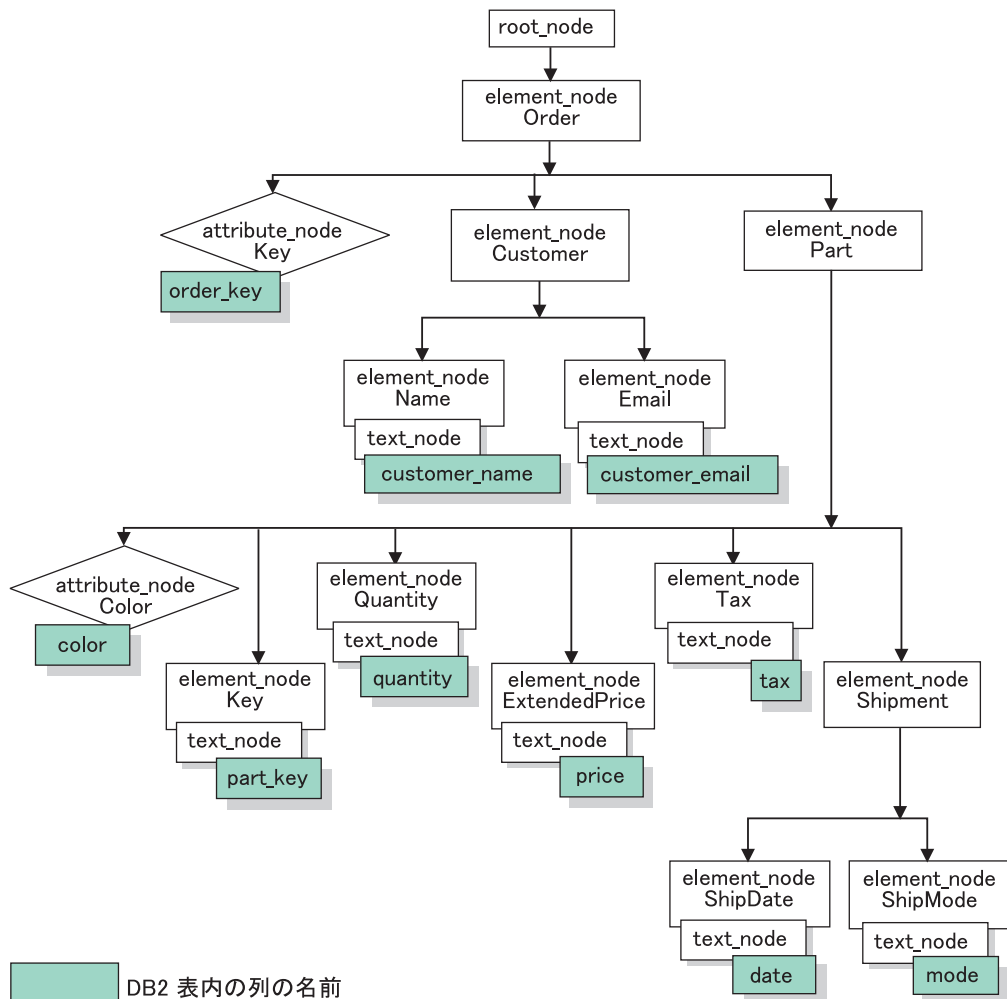 root_node
element_node
Order
attribute_node
Key
order_key
element_node
Customer
element_node
Part
element_node
Name
text_node
customer_name
element_node
Email
text_node
customer_email
attribute_node
Color
color
element_node
Key
text_node
part_key
element_node
Quantity
text_node
quantity
element_node
ExtendedPrice
text_node
price
element_node
Tax
text_node
tax
element_node
Shipment
element_node
ShipDate
text_node
date
element_node
ShipMode
text_node
mode
DB2 表内の列の名前